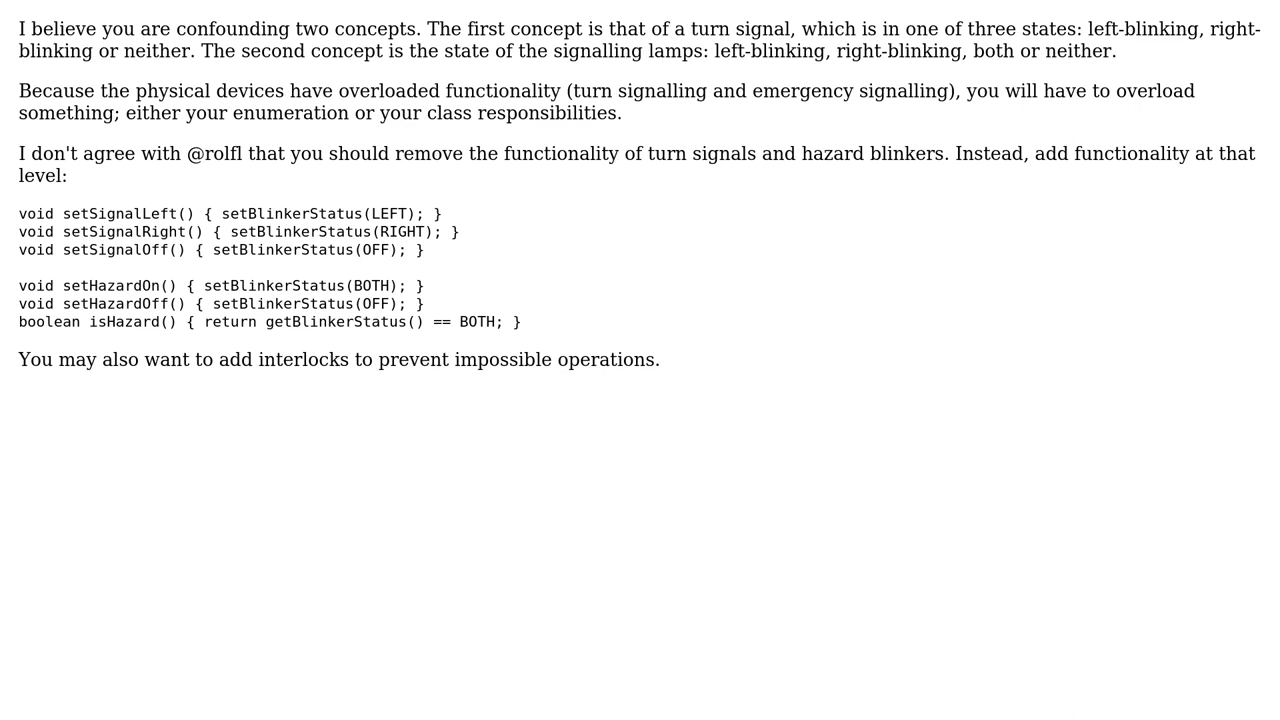 I believe you are confounding two concepts. The first concept is that of a turn signal, which is in one of three states: left-blinking, right-
blinking or neither. The second concept is the state of the signalling lamps: left-blinking, right-blinking, both or neither.
Because the physical devices have overloaded functionality (turn signalling and emergency signalling), you will have to overload
something; either your enumeration or your class responsibilities.
I don't agree with @rolfl that you should remove the functionality of turn signals and hazard blinkers. Instead, add functionality at that
level:
void setSignalLeft() { setBlinkerStatus(LEFT); }
void setSignalRight() { setBlinkerStatus(RIGHT); }
void setSignalOff() { setBlinkerStatus(OFF); }
void setHazardOn() { setBlinkerStatus(BOTH); }
void setHazardOff() { setBlinkerStatus(OFF); }
boolean isHazard() { return getBlinkerStatus() == BOTH; }
You may also want to add interlocks to prevent impossible operations.